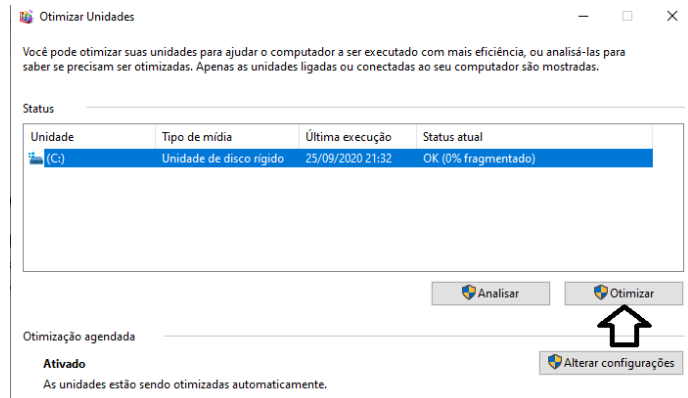 Otimizar Unidades
Você pode otimizar suas unidades para ajudar o computador a ser executado com mais eficiência, ou analisá-las para
saber se precisam ser otimizadas. Apenas as unidades ligadas ou conectadas ao seu computador são mostradas.
Status
Unidade Tipo de mídia Última execução Status atual
(C:) Unidade de disco rígido 25/09/2020 21:32 OK (0% fragmentado)
Analisar Otimizar
Otimização agendada
Ativado Alterar configurações
As unidades estão sendo otimizadas automaticamente.